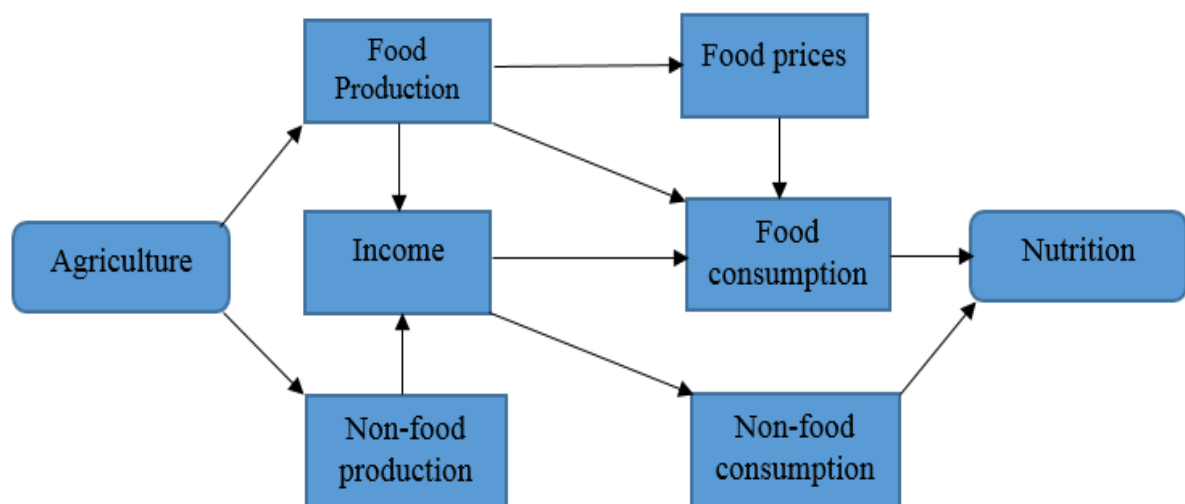 Food
Production
Food prices
Agriculture
Income
Food
consumption
Nutrition
Non-food
production
Non-food
consumption